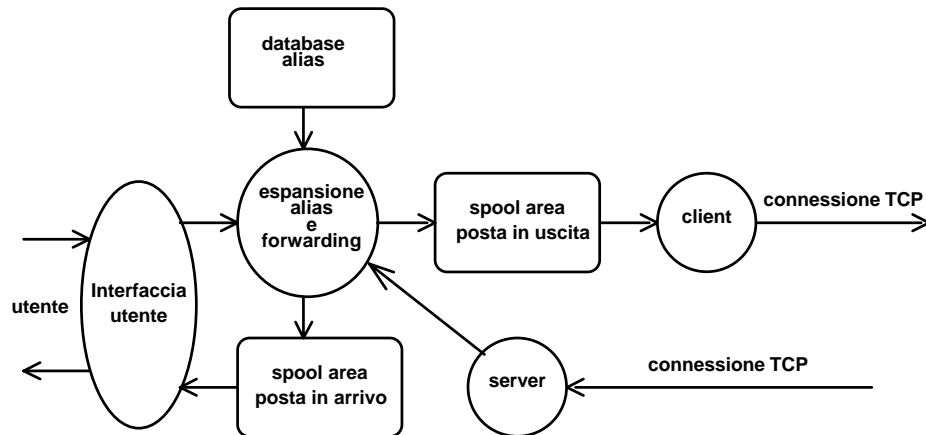 database
alias
espansione
alias
e
forwarding
spool area
posta in uscita
client
connessione TCP
utente
Interfaccia
utente
spool area
posta in arrivo
server
connessione TCP